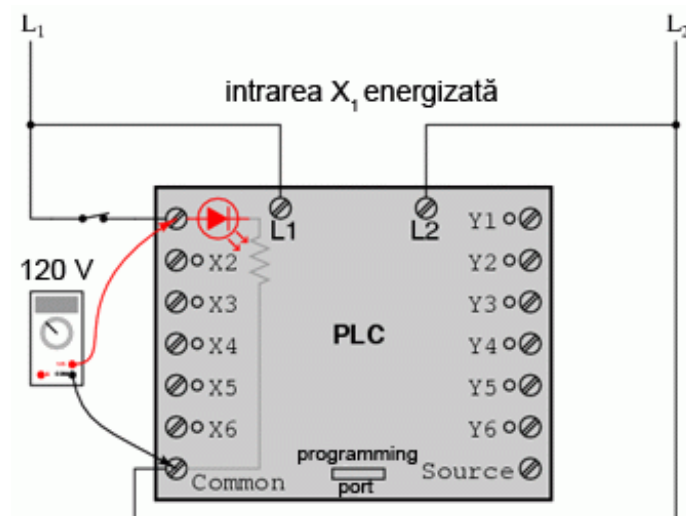 L₁ L₂
intrarea X₁ energizată
L1 L2 Y1
120 V X2 Y2
X3 PLC Y3
X4 Y4
X5 Y5
X6 Y6
programming
Common port Source